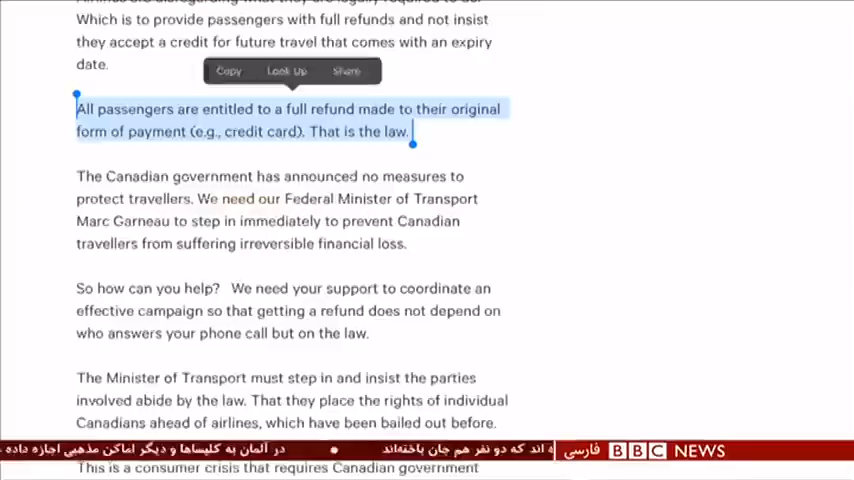 Which is to provide passengers with full refunds and not insist
they accept a credit for future travel that comes with an expiry
date.
Copy Look Up Share
All passengers are entitled to a full refund made to their original
form of payment (e.g., credit card). That is the law.
The Canadian government has announced no measures to
protect travellers. We need our Federal Minister of Transport
Marc Garneau to step in immediately to prevent Canadian
travellers from suffering irreversible financial loss.
So how can you help? We need your support to coordinate an
effective campaign so that getting a refund does not depend on
who answers your phone call but on the law.
The Minister of Transport must step in and insist the parties
involved abide by the law. That they place the rights of individual
Canadians ahead of airlines, which have been bailed out before.
ه اند که دو نفر هم جان باخته‌اند • در آلمان به کلیساها و دیگر اماکن مذهبی اجازه داده
فارسی BBC NEWS
This is a consumer crisis that requires Canadian government